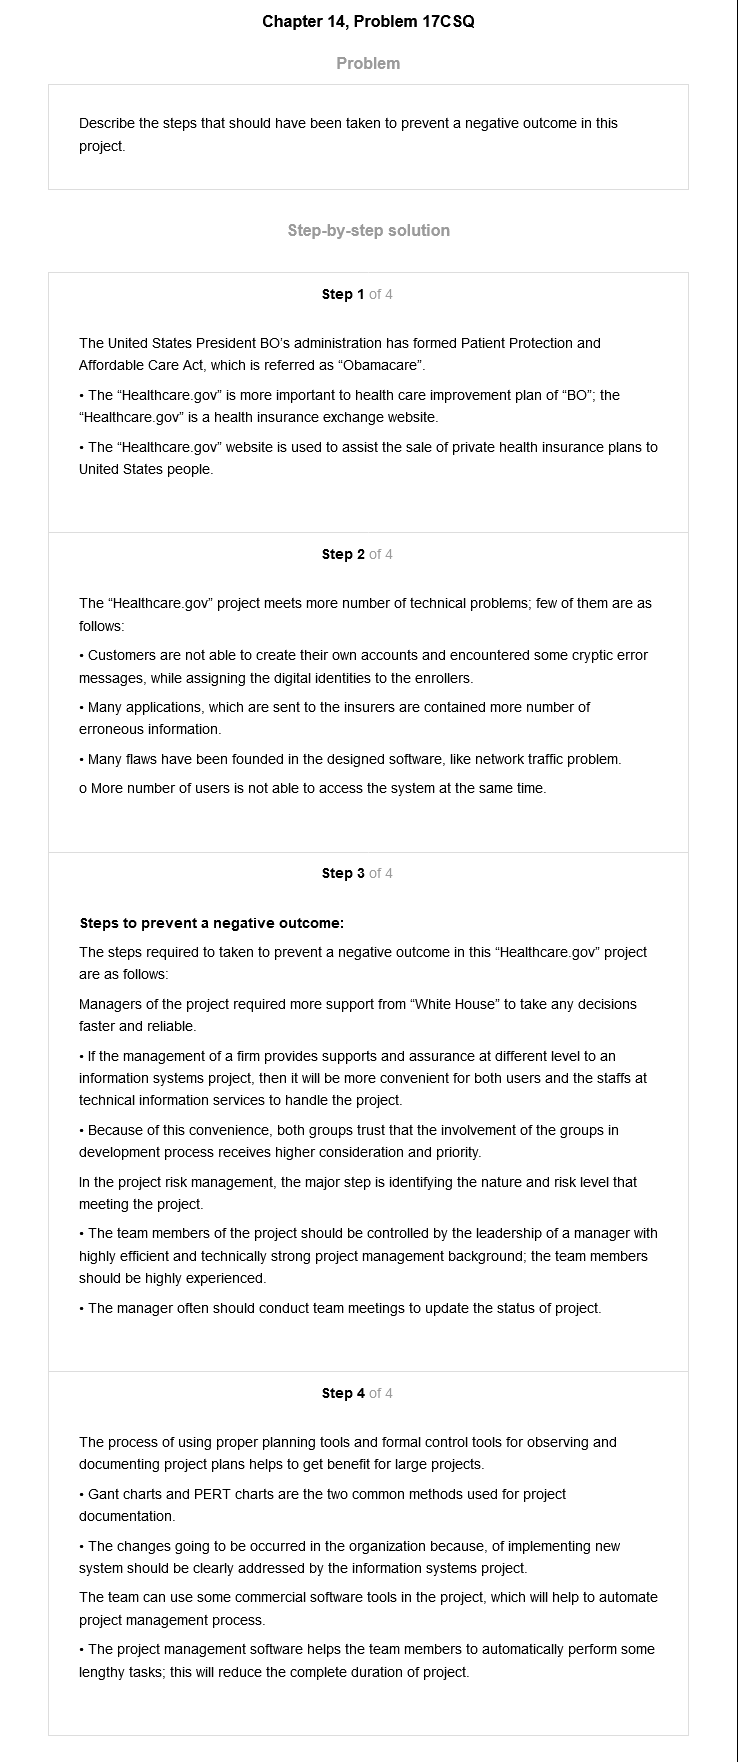 Chapter 14, Problem 17CSQ
Problem
Describe the steps that should have been taken to prevent a negative outcome in this
project.
Step-by-step solution
Step 1 of 4
The United States President BO's administration has formed Patient Protection and
Affordable Care Act, which is referred as “Obamacare”.
• The “Healthcare.gov” is more important to health care improvement plan of “BO”; the
“Healthcare.gov” is a health insurance exchange website.
• The “Healthcare.gov” website is used to assist the sale of private health insurance plans to
United States people.
Step 2 of 4
The “Healthcare.gov” project meets more number of technical problems; few of them are as
follows:
• Customers are not able to create their own accounts and encountered some cryptic error
messages, while assigning the digital identities to the enrollers.
• Many applications, which are sent to the insurers are contained more number of
erroneous information.
• Many flaws have been founded in the designed software, like network traffic problem.
o More number of users is not able to access the system at the same time.
Step 3 of 4
Steps to prevent a negative outcome:
The steps required to taken to prevent a negative outcome in this “Healthcare.gov” project
are as follows:
Managers of the project required more support from “White House” to take any decisions
faster and reliable.
• If the management of a firm provides supports and assurance at different level to an
information systems project, then it will be more convenient for both users and the staffs at
technical information services to handle the project.
• Because of this convenience, both groups trust that the involvement of the groups in
development process receives higher consideration and priority.
In the project risk management, the major step is identifying the nature and risk level that
meeting the project.
• The team members of the project should be controlled by the leadership of a manager with
highly efficient and technically strong project management background; the team members
should be highly experienced.
• The manager often should conduct team meetings to update the status of project.
Step 4 of 4
The process of using proper planning tools and formal control tools for observing and
documenting project plans helps to get benefit for large projects.
• Gant charts and PERT charts are the two common methods used for project
documentation.
• The changes going to be occurred in the organization because, of implementing new
system should be clearly addressed by the information systems project.
The team can use some commercial software tools in the project, which will help to automate
project management process.
• The project management software helps the team members to automatically perform some
lengthy tasks; this will reduce the complete duration of project.